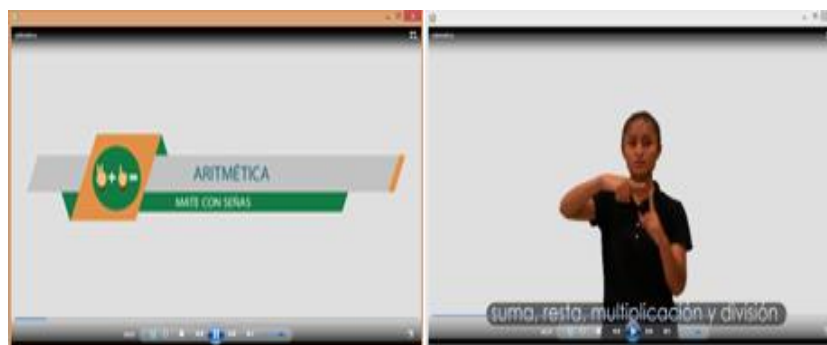 ARITMÉTICA
MATE CON SEÑAS
suma, resta, multiplicación y división